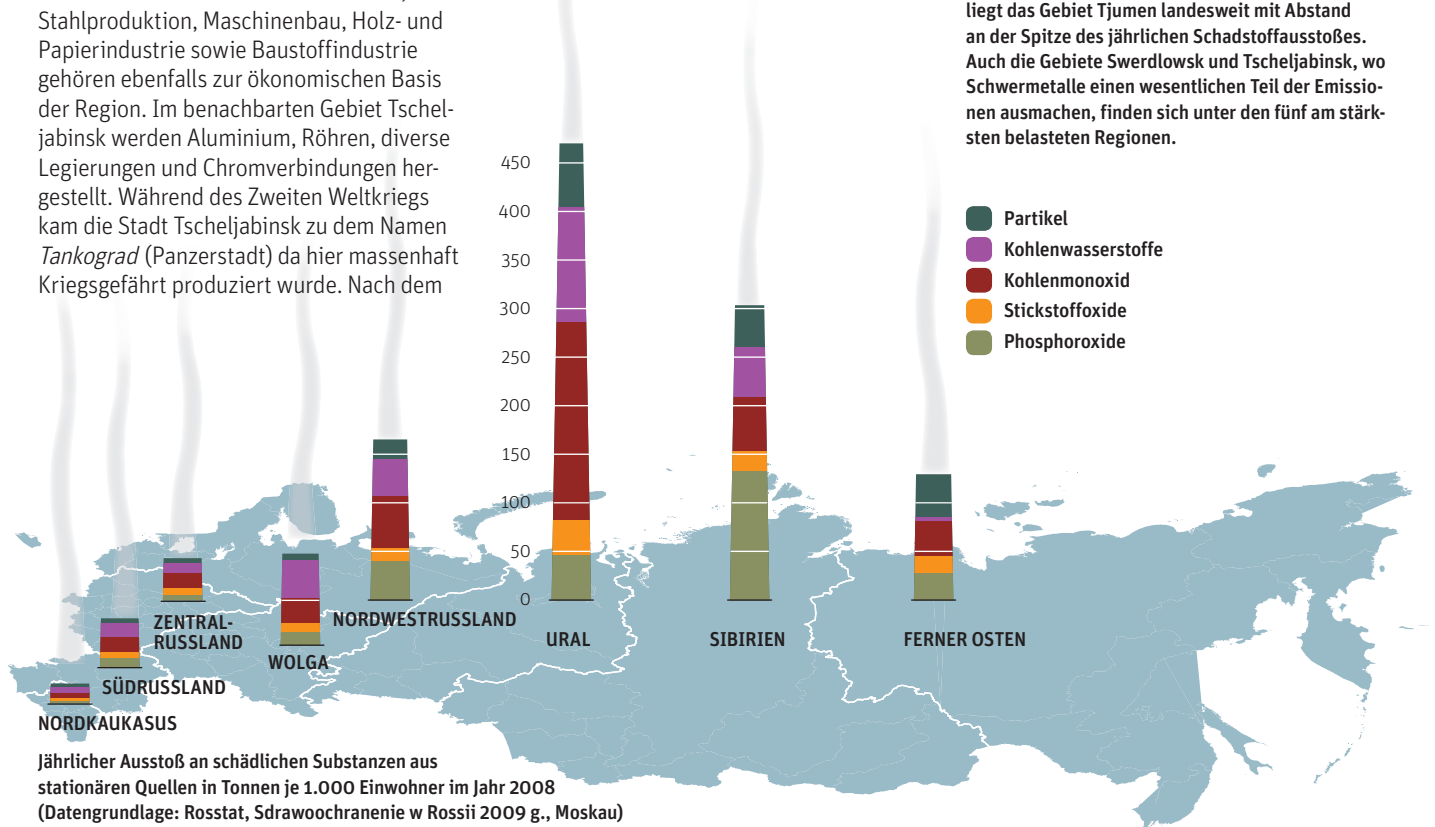 Stahlproduktion, Maschinenbau, Holz- und
Papierindustrie sowie Baustoffindustrie
gehören ebenfalls zur ökonomischen Basis
der Region. Im benachbarten Gebiet Tschel-
jabinsk werden Aluminium, Röhren, diverse
Legierungen und Chromverbindungen her-
gestellt. Während des Zweiten Weltkriegs
kam die Stadt Tscheljabinsk zu dem Namen
Tankograd (Panzerstadt) da hier massenhaft
Kriegsgefährt produziert wurde. Nach dem
liegt das Gebiet Tjumen landesweit mit Abstand
an der Spitze des jährlichen Schadstoffausstoßes.
Auch die Gebiete Swerdlowsk und Tscheljabinsk, wo
Schwermetalle einen wesentlichen Teil der Emissio-
nen ausmachen, finden sich unter den fünf am stärk-
sten belasteten Regionen.
Partikel
Kohlenwasserstoffe
Kohlenmonoxid
Stickstoffoxide
Phosphoroxide
450
400
350
300
250
200
150
100
50
0
ZENTRAL-
RUSSLAND
NORDWESTRUSSLAND
URAL
SIBIRIEN
FERNER OSTEN
WOLGA
SÜDRUSSLAND
NORDKAUKASUS
Jährlicher Ausstoß an schädlichen Substanzen aus
stationären Quellen in Tonnen je 1.000 Einwohner im Jahr 2008
(Datengrundlage: Rosstat, Sdrawoochranenie w Rossii 2009 g., Moskau)